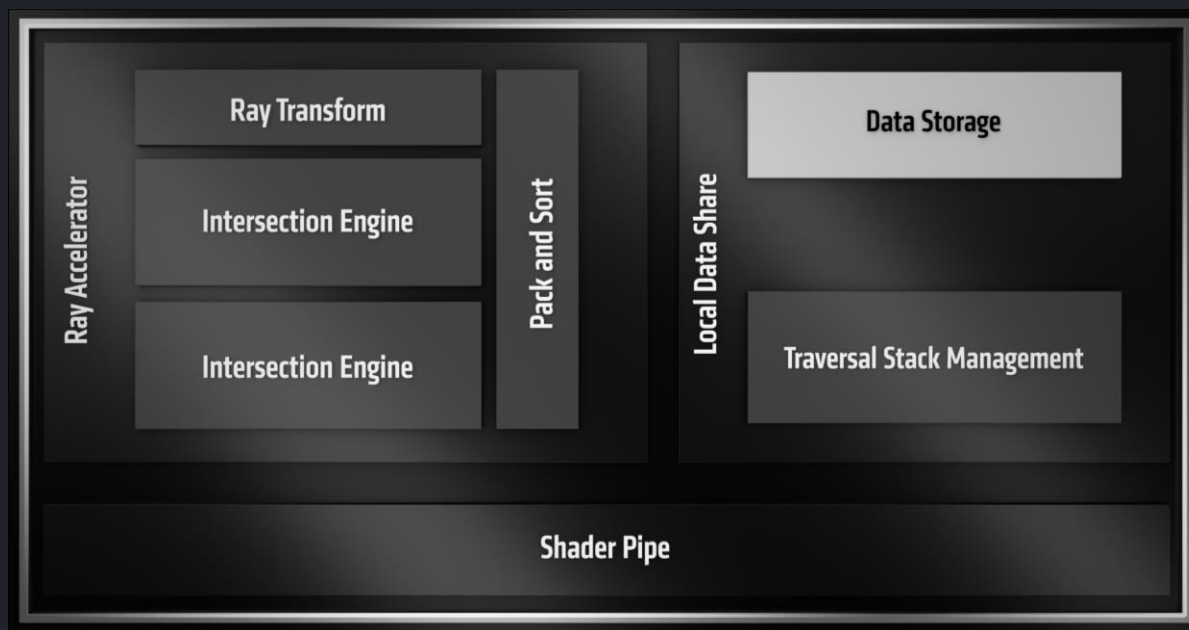 Ray Accelerator
Ray Transform
Intersection Engine
Intersection Engine
Pack and Sort
Local Data Share
Data Storage
Traversal Stack Management
Shader Pipe